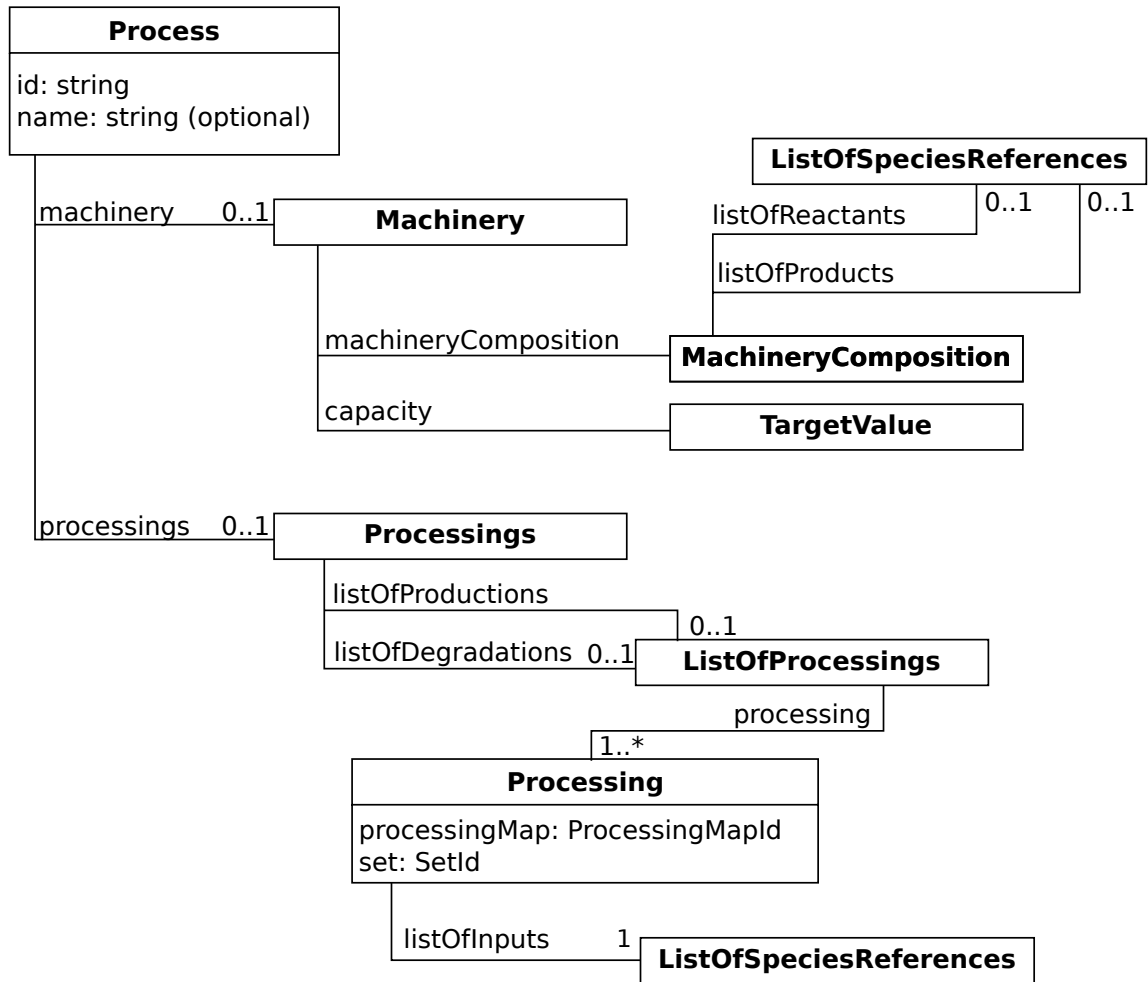 Process
id: string
name: string (optional)
ListOfSpeciesReferences
0..1
0..1
listOfReactants
listOfProducts
machinery 0..1
Machinery
machineryComposition
MachineryComposition
capacity
TargetValue
processings 0..1
Processings
listOfProductions
0..1
listOfDegradations 0..1
ListOfProcessings
processing
1..*
Processing
processingMap: ProcessingMapId
set: SetId
listOfInputs 1
ListOfSpeciesReferences